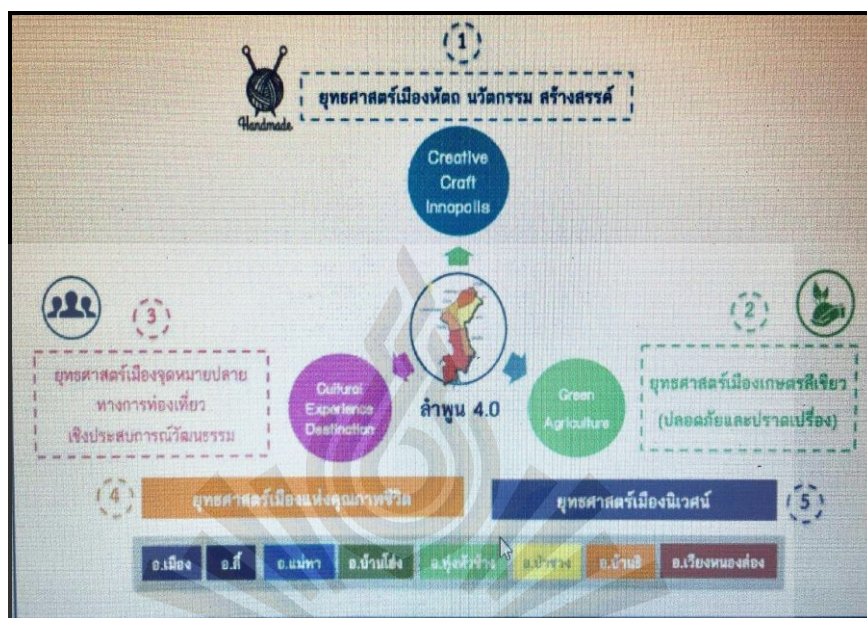 1
ยุทธศาสตร์เมืองหัตถ นวัตกรรม สร้างสรรค์
Handmade
Creative
Craft
Innopolis
3
ยุทธศาสตร์เมืองจุดหมายปลาย
ทางการท่องเที่ยว
เชิงประสบการณ์วัฒนธรรม
Cultural
Experience
Destinction
ลำพูน 4.0
Green
Agriculture
2
ยุทธศาสตร์เมืองเกษตรสีเขียว
(ปลอดภัยและปราดเปรื่อง)
4
ยุทธศาสตร์เมืองแห่งคุณภาพชีวิต
ยุทธศาสตร์เมืองนิเวศน์
5
อ.เมือง อ.ลี้ อ.แม่ทา อ.บ้านโฮ่ง อ.ทุ่งหัวช้าง อ.ป่าซาง อ.บ้านธิ อ.เวียงหนองล่อง